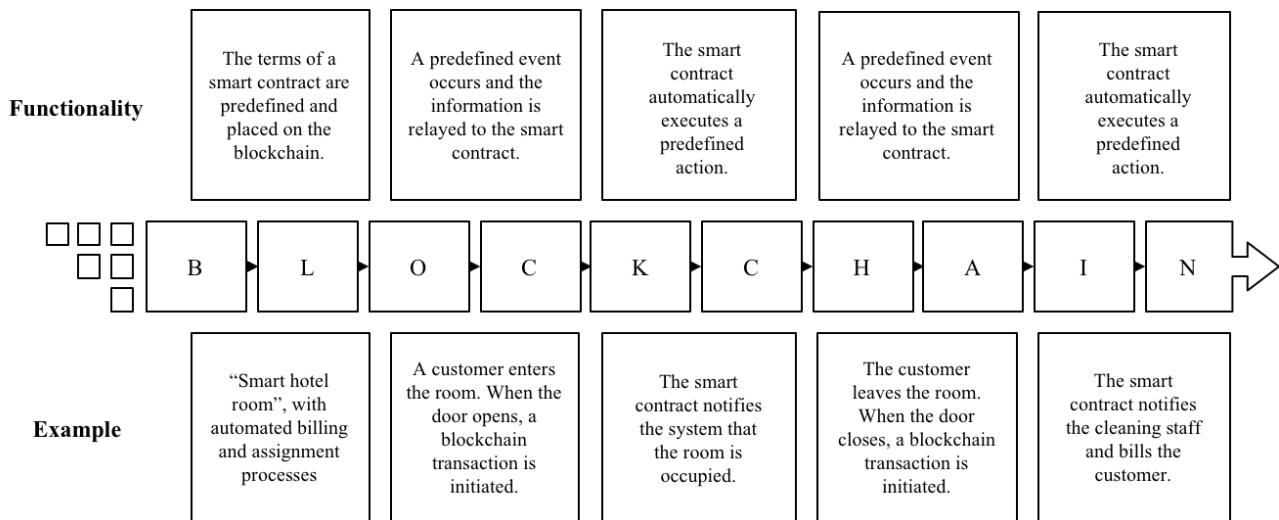 Functionality
The terms of a
smart contract are
predefined and
placed on the
blockchain.
A predefined event
occurs and the
information is
relayed to the smart
contract.
The smart
contract
automatically
executes a
predefined
action.
A predefined event
occurs and the
information is
relayed to the smart
contract.
The smart
contract
automatically
executes a
predefined
action.
B L O C K C H A I N
Example
“Smart hotel
room”, with
automated billing
and assignment
processes
A customer enters
the room. When the
door opens, a
blockchain
transaction is
initiated.
The smart
contract notifies
the system that
the room is
occupied.
The customer
leaves the room.
When the door
closes, a blockchain
transaction is
initiated.
The smart
contract notifies
the cleaning staff
and bills the
customer.